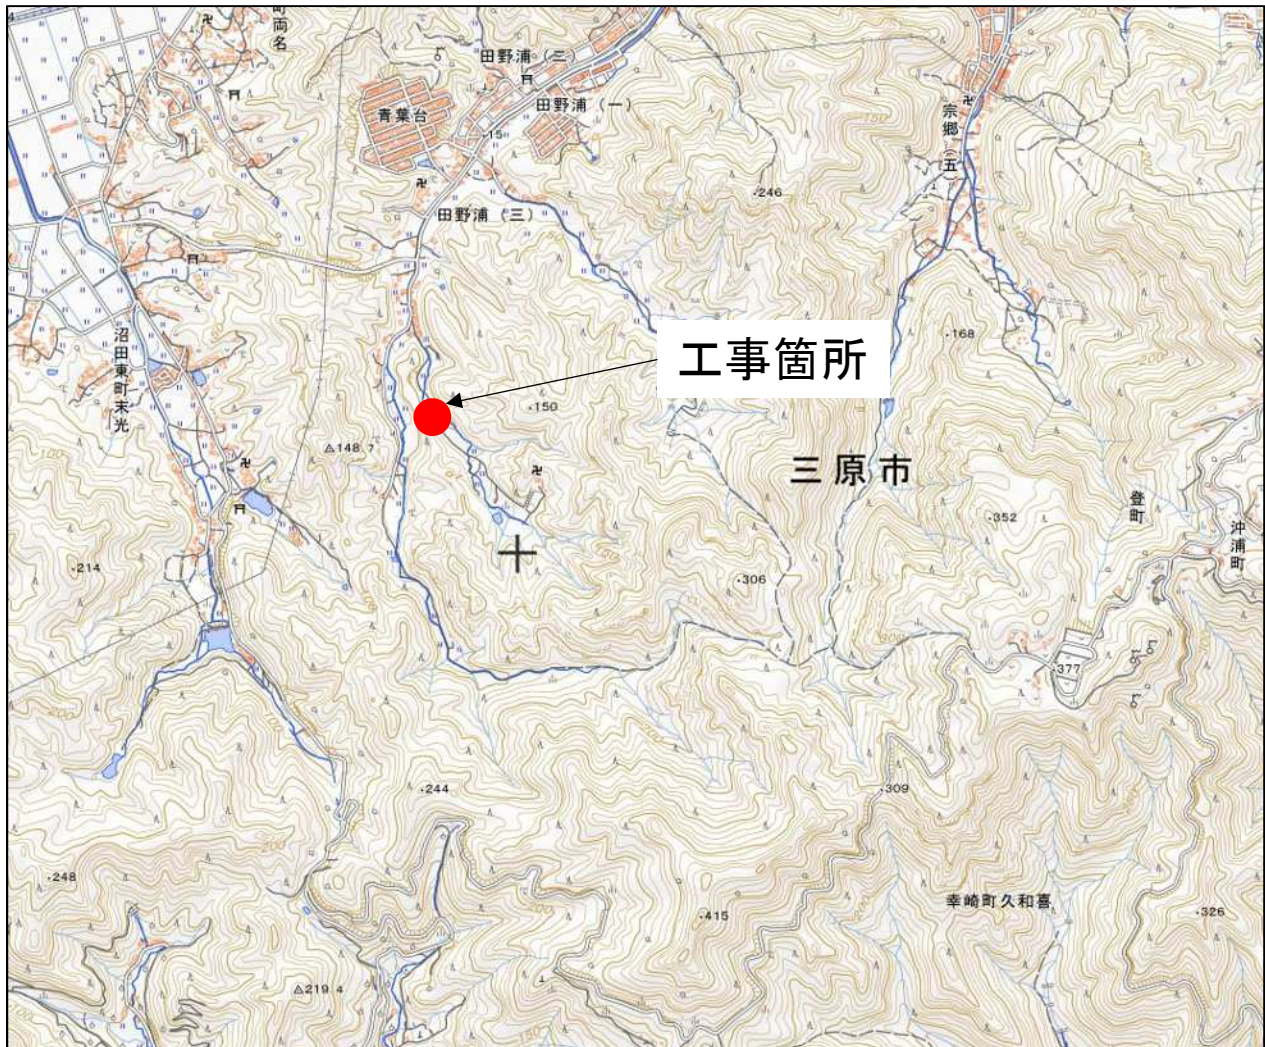 町両名
田野浦(二)
青葉台
田野浦(一)
・15
宗郷(五)
・246
田野浦(三)
沼田東町末光
・168
工事箇所
・150
△148.7
三原市
登町
沖浦町
・352
・214
・306
・377
・244
・309
・248
・415
幸崎町久和喜
・326
△219.4